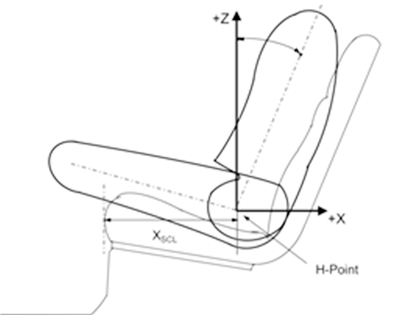 +Z
+X
XSCL
H-Point